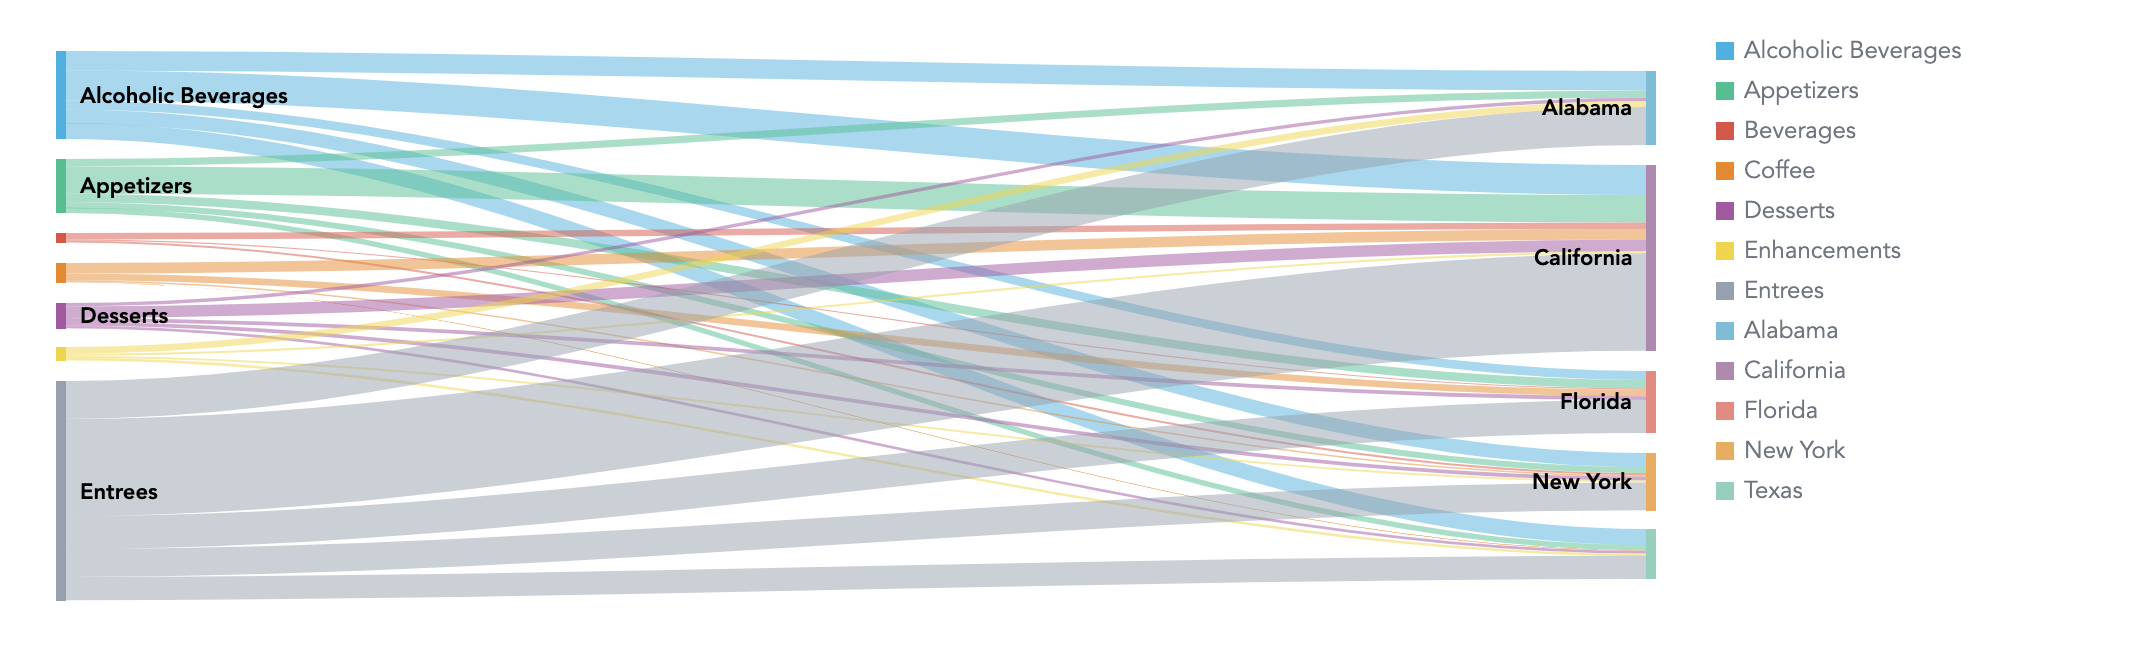 Alcoholic Beverages
Appetizers
Desserts
Entrees
Alabama
California
Florida
New York
Alcoholic Beverages
Appetizers
Beverages
Coffee
Desserts
Enhancements
Entrees
Alabama
California
Florida
New York
Texas